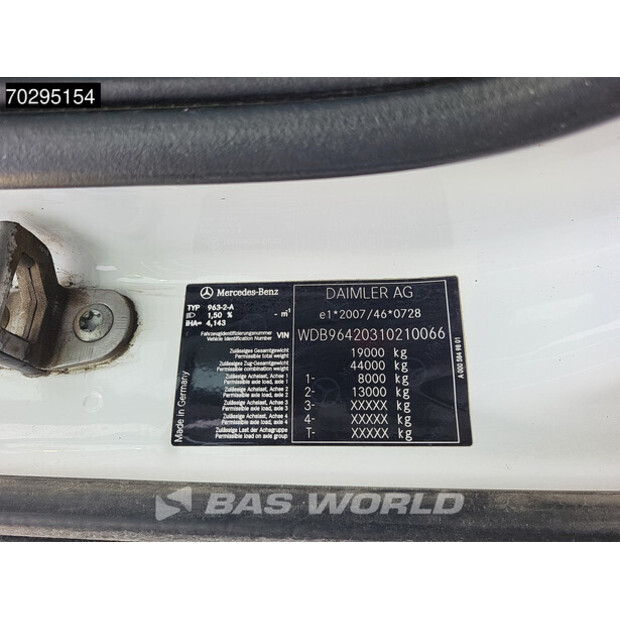 70295154
Mercedes-Benz
DAIMLER AG
TYP 963-2-A
1,50 % - m⁻¹
IHA= 4,143
e1*2007/46*0728
Fahrzeugidentifizierungsnummer
Vehicle Identification Number VIN
WDB96420310210066
Zulässiges Gesamtgewicht
Permissible total weight
19000 kg
Zulässiges Zug-Gesamtgewicht
Permissible combination weight
44000 kg
Zulässige Achslast, Achse 1
Permissible axle load, axle 1
1- 8000 kg
Zulässige Achslast, Achse 2
Permissible axle load, axle 2
2- 13000 kg
Zulässige Achslast, Achse 3
Permissible axle load, axle 3
3- XXXXX kg
Zulässige Achslast, Achse 4
Permissible axle load, axle 4
4- XXXXX kg
Zulässige Last der Achsgruppe
Permissible load on axle group
T- XXXXX kg
Made in Germany
A 000 584 98 01
BAS WORLD